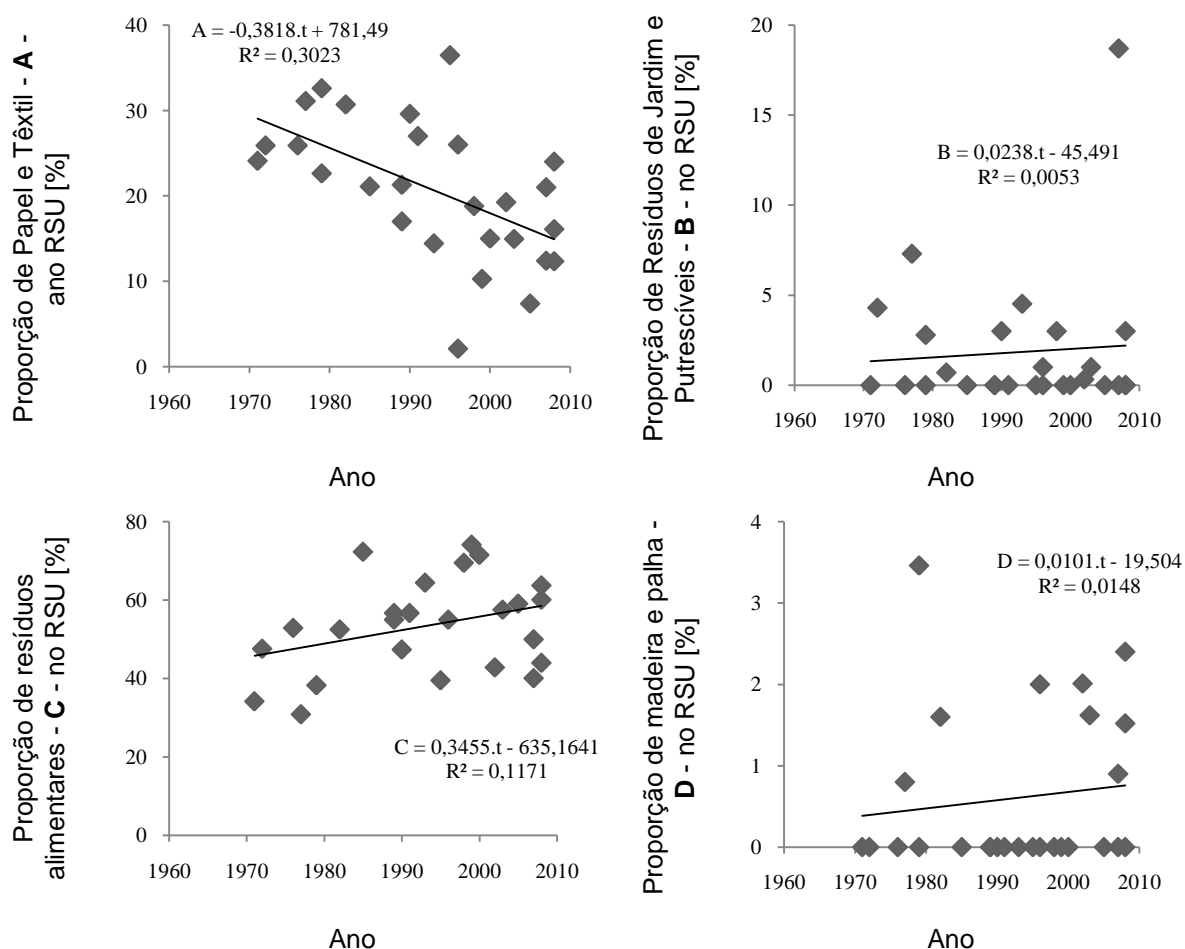 Proporção de Papel e Têxtil - A -
ano RSU [%]
40
30
20
10
0
A = -0,3818.t + 781,49
R² = 0,3023
1960 1970 1980 1990 2000 2010
Ano
Proporção de Resíduos de Jardim e
Putrescíveis - B - no RSU [%]
20
15
10
5
0
B = 0,0238.t - 45,491
R² = 0,0053
1960 1970 1980 1990 2000 2010
Ano
Proporção de resíduos
alimentares - C - no RSU [%]
80
60
40
20
0
C = 0,3455.t - 635,1641
R² = 0,1171
1960 1970 1980 1990 2000 2010
Ano
Proporção de madeira e palha -
D - no RSU [%]
4
3
2
1
0
D = 0,0101.t - 19,504
R² = 0,0148
1960 1970 1980 1990 2000 2010
Ano